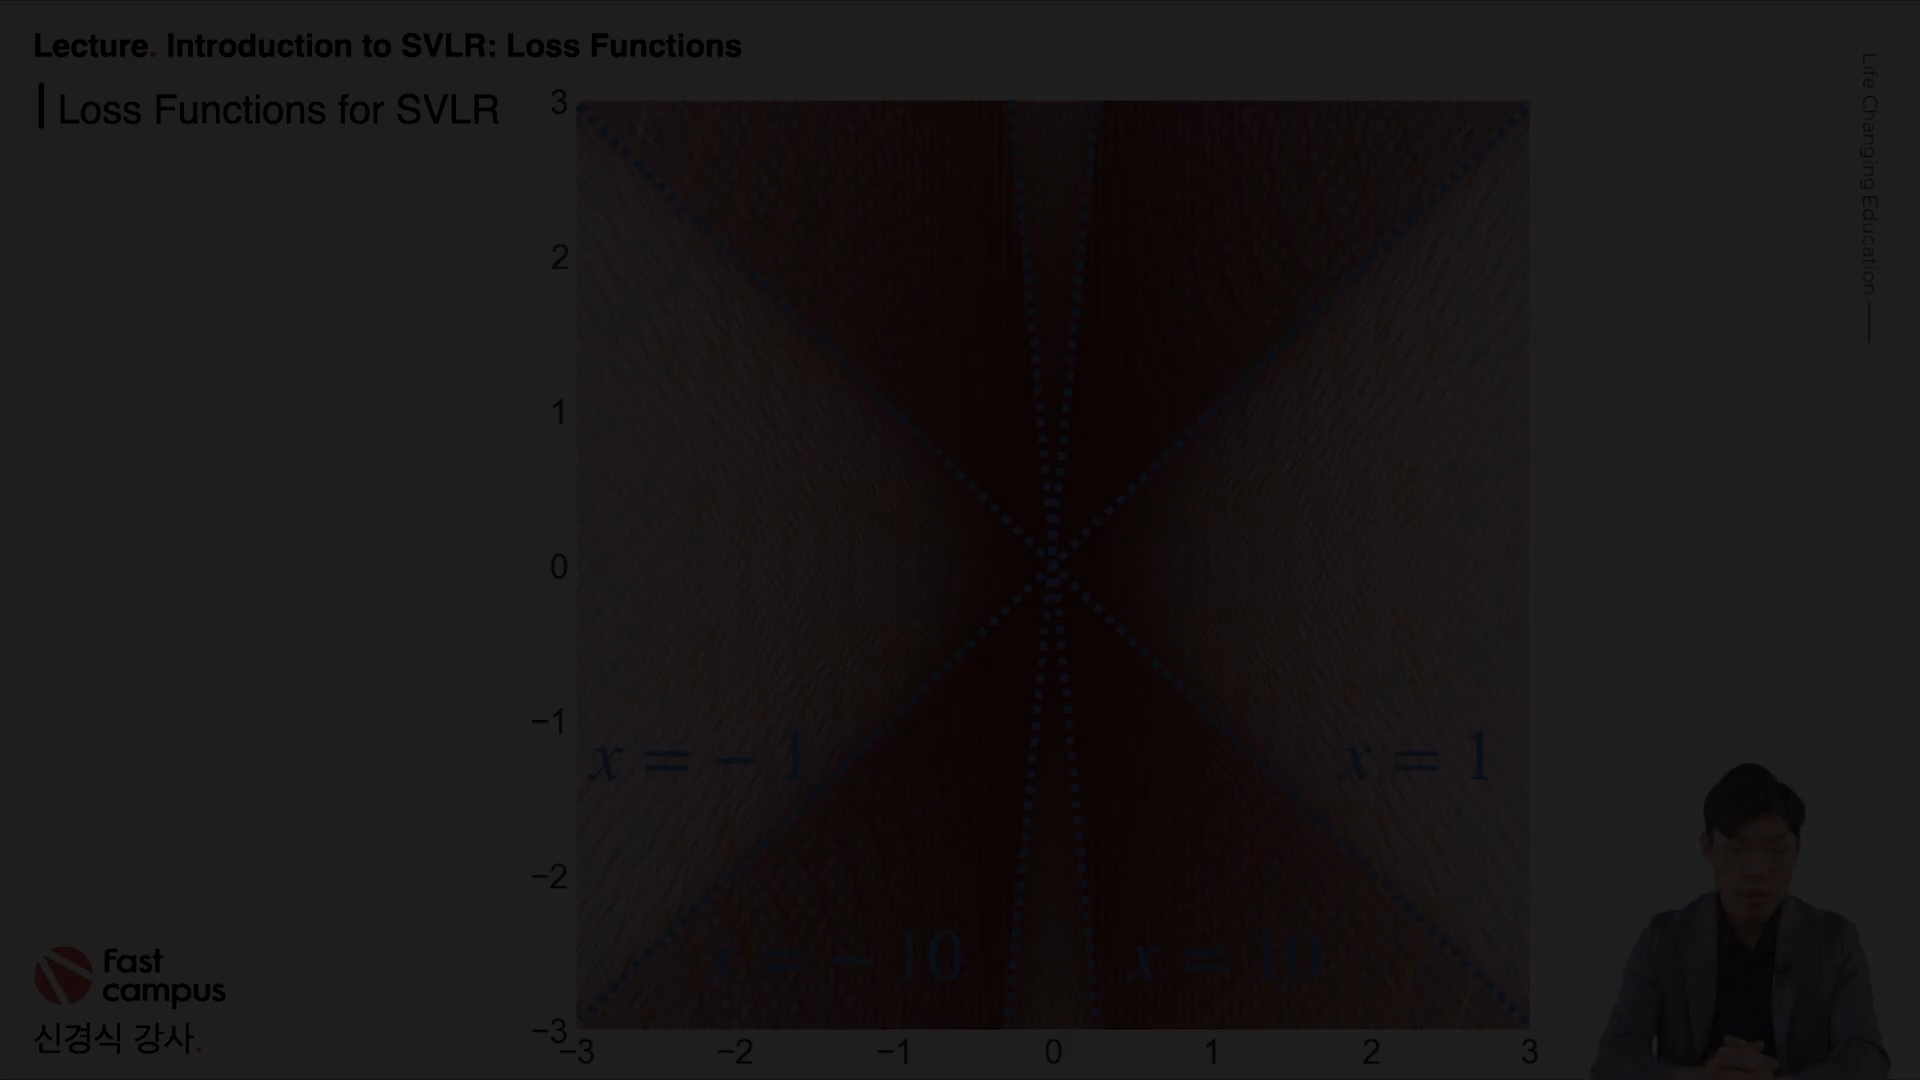 Lecture. Introduction to SVLR: Loss Functions
Loss Functions for SVLR
Life Changing Education
3
2
1
0
−1
−2
−3
x = − 1
x = 1
x = − 10
x = 10
−3 −2 −1 0 1 2 3
fast
campus
신경식 강사.